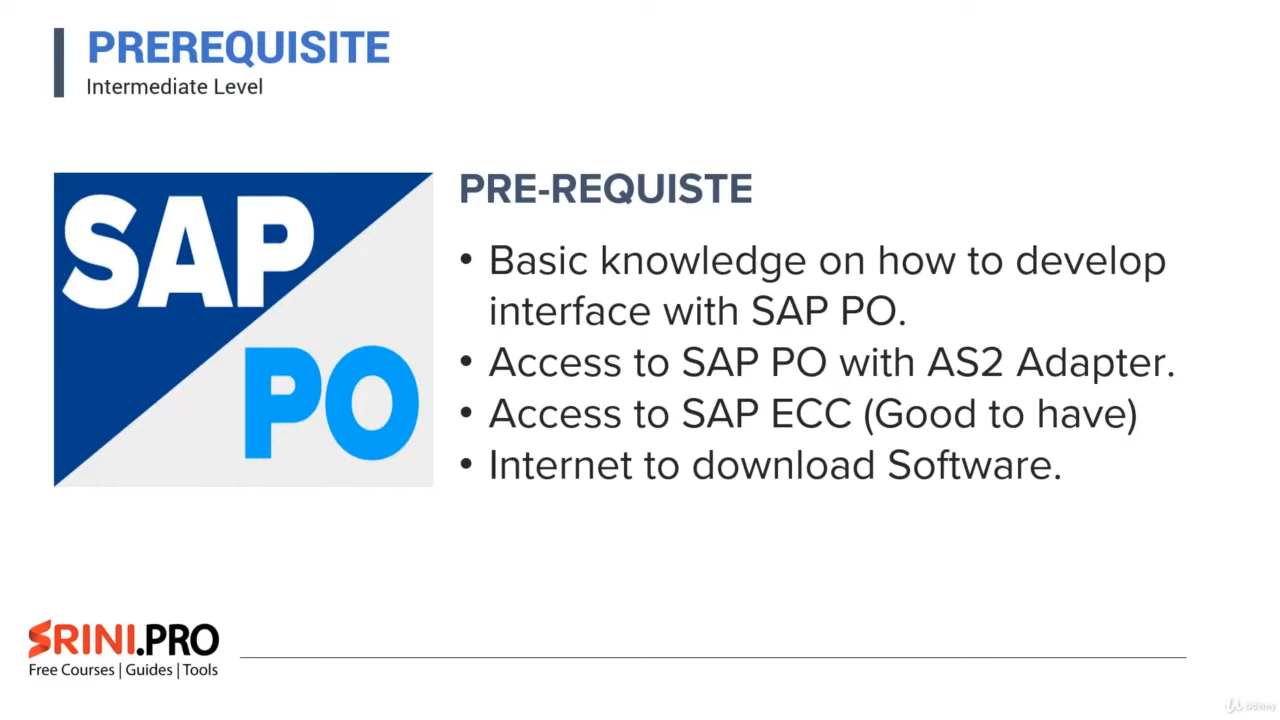 PREREQUISITE
Intermediate Level
SAP
PO
PRE-REQUISTE
• Basic knowledge on how to develop
interface with SAP PO.
• Access to SAP PO with AS2 Adapter.
• Access to SAP ECC (Good to have)
• Internet to download Software.
SRINI.PRO
Free Courses | Guides | Tools
Udemy